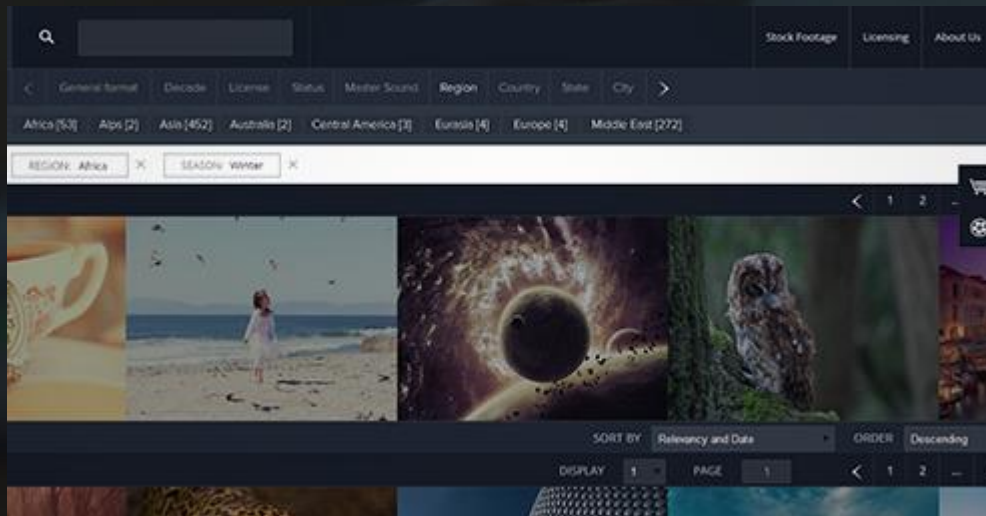 Stock Footage Licensing About Us
General format Decade License Status Master Sound Region Country State City
Africa [53] Alps [2] Asia [452] Australia [2] Central America [3] Eurasia [4] Europe [4] Middle East [272]
REGION: Africa × SEASON: Winter ×
1 2 ...
SORT BY Relevancy and Date ORDER Descending
DISPLAY 1 PAGE 1 1 2 ...